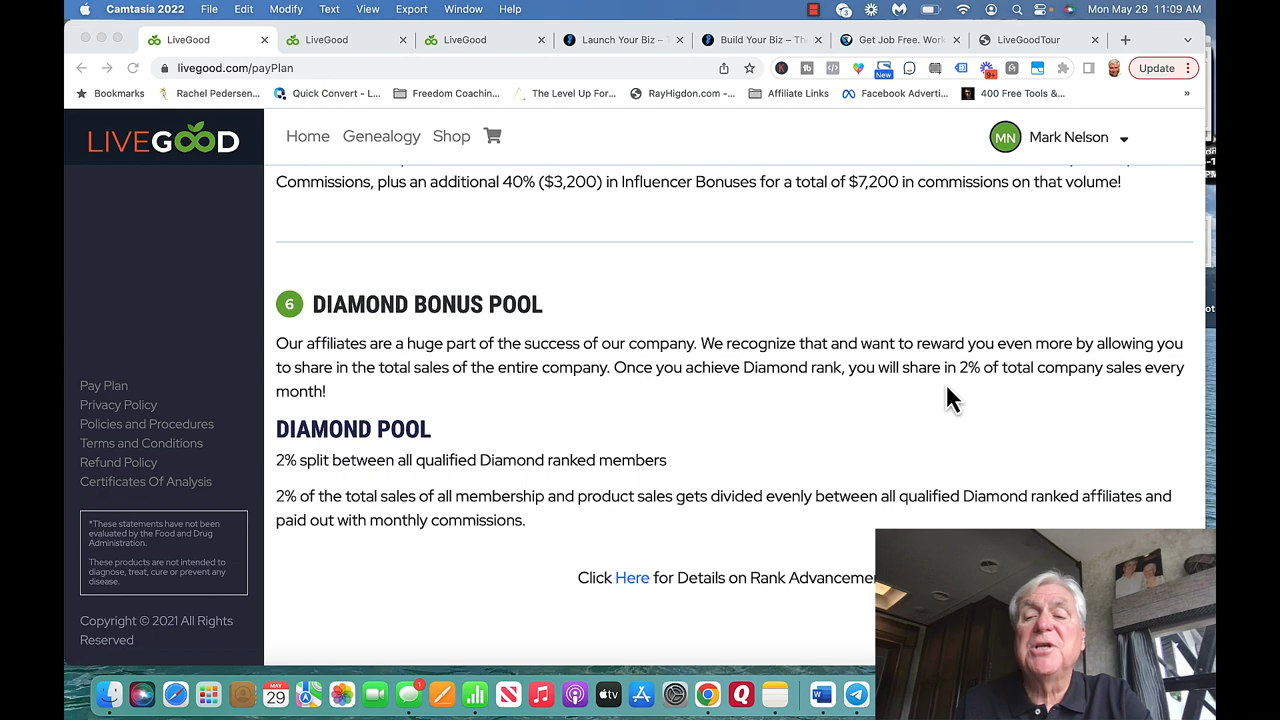 Camtasia 2022 File Edit Modify Text View Export Window Help 3 Mon May 29 11:09 AM
LiveGood LiveGood LiveGood Launch Your Biz – Build Your Biz – The Get Job Free. Work LiveGoodTour
livegood.com/payPlan New 9+ Update
Bookmarks Rachel Pedersen... Quick Convert - L... Freedom Coachin... The Level Up For... RayHigdon.com -... Affiliate Links Facebook Adverti... 400 Free Tools &... »
LIVEGOOD Home Genealogy Shop MN Mark Nelson
Commissions, plus an additional 40% ($3,200) in Influencer Bonuses for a total of $7,200 in commissions on that volume!
6 DIAMOND BONUS POOL
Our affiliates are a huge part of the success of our company. We recognize that and want to reward you even more by allowing you
to share in the total sales of the entire company. Once you achieve Diamond rank, you will share in 2% of total company sales every
month!
DIAMOND POOL
2% split between all qualified Diamond ranked members
2% of the total sales of all membership and product sales gets divided evenly between all qualified Diamond ranked affiliates and
paid out with monthly commissions.
Click Here for Details on Rank Advanceme
Pay Plan
Privacy Policy
Policies and Procedures
Terms and Conditions
Refund Policy
Certificates Of Analysis
*These statements have not been
evaluated by the Food and Drug
Administration.
These products are not intended to
diagnose, treat, cure or prevent any
disease.
Copyright © 2021 All Rights
Reserved
1
MAY
29
tv